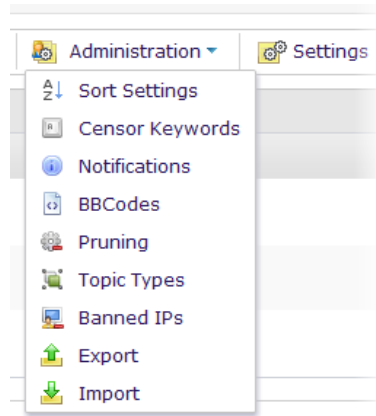 Administration Settings
Sort Settings
Censor Keywords
Notifications
BBCodes
Pruning
Topic Types
Banned IPs
Export
Import